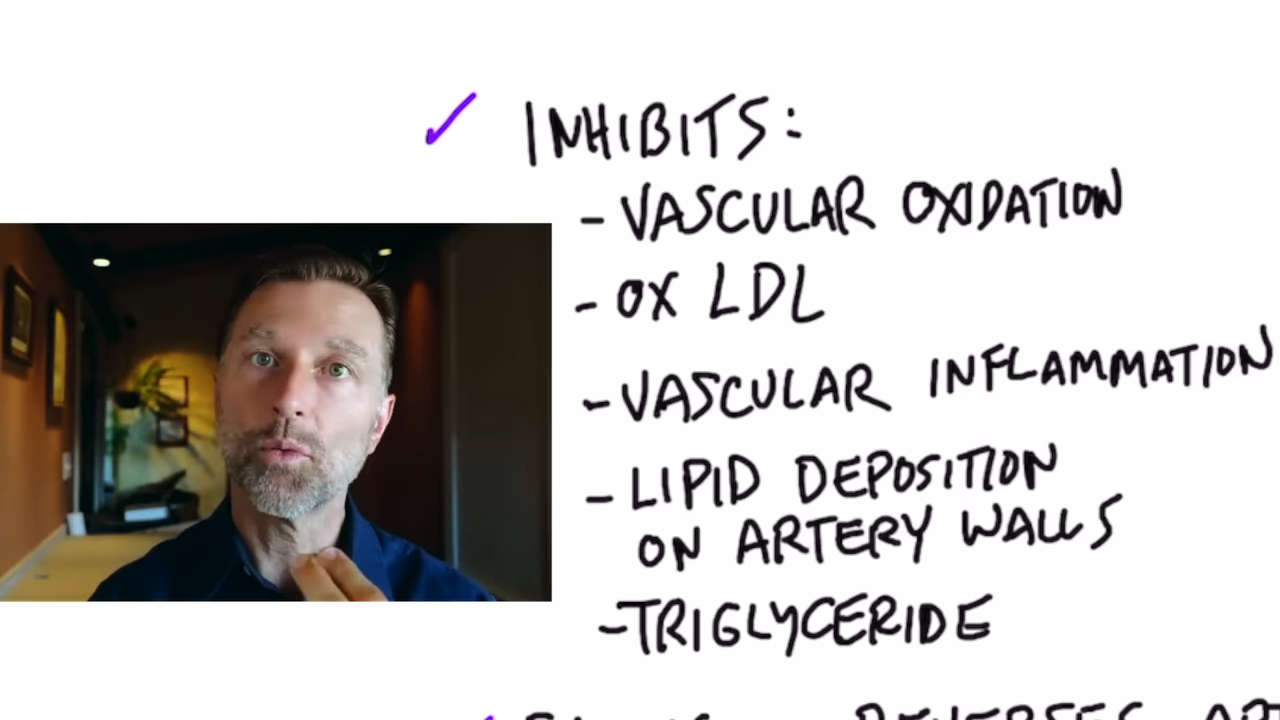 INHIBITS:
- VASCULAR OXIDATION
- OX LDL
- VASCULAR INFLAMMATION
- LIPID DEPOSITION
ON ARTERY WALLS
- TRIGLYCERIDE